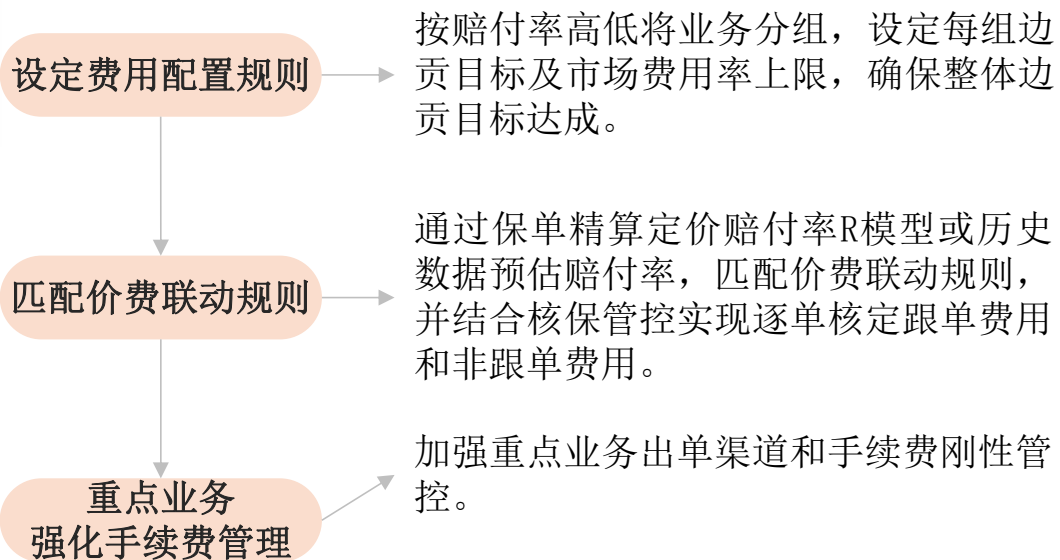 设定费用配置规则
按赔付率高低将业务分组，设定每组边
贡目标及市场费用率上限，确保整体边
贡目标达成。
匹配价费联动规则
通过保单精算定价赔付率R模型或历史
数据预估赔付率，匹配价费联动规则，
并结合核保管控实现逐单核定跟单费用
和非跟单费用。
重点业务
强化手续费管理
加强重点业务出单渠道和手续费刚性管
控。